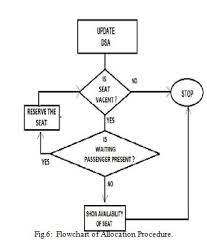 UPDATE
DSA
IS
SEAT
VACENT ?
NO
STOP
RESERVE THE
SEAT
YES
IS
WAITING
PASSENGER PRESENT ?
YES
NO
SHOW AVAILABILITY
OF SEAT
Fig.6: Flowchart of Allocation Procedure.